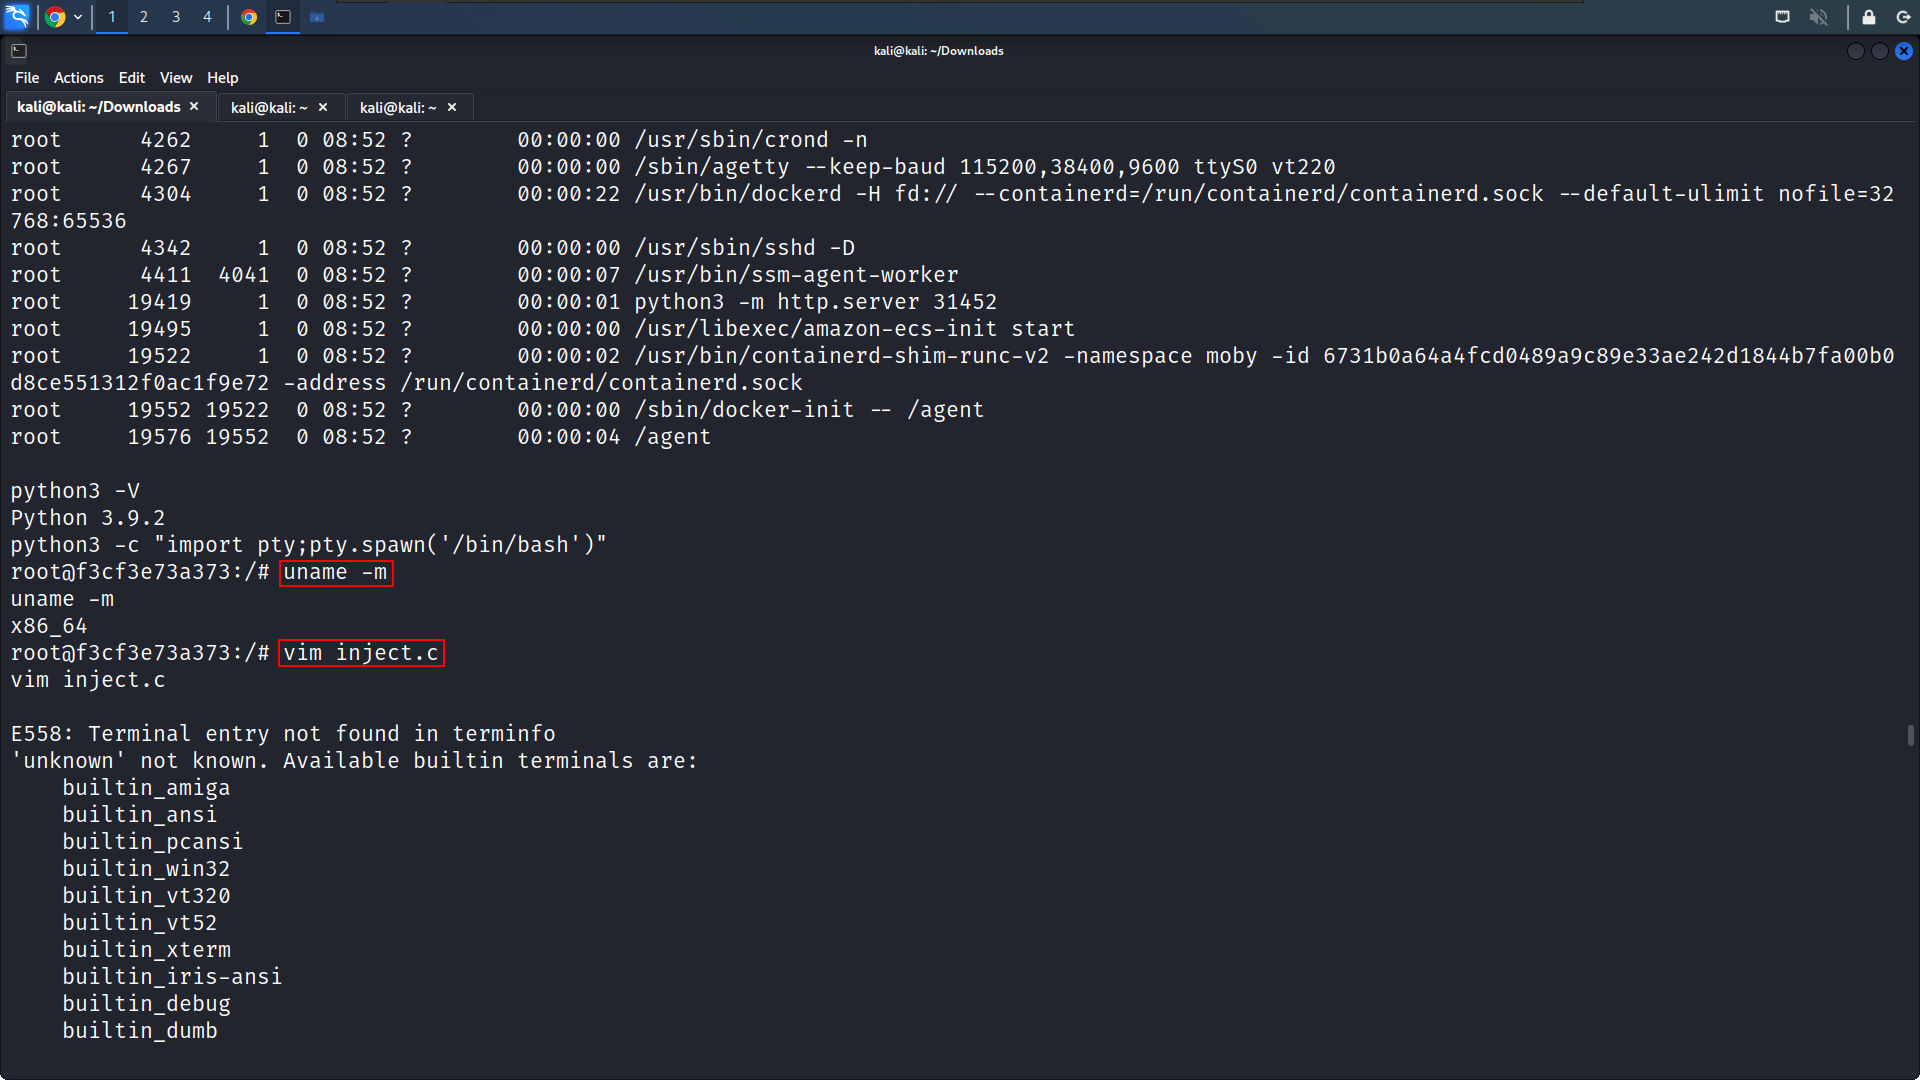 1 2 3 4
kali@kali: ~/Downloads
File Actions Edit View Help
kali@kali: ~/Downloads × kali@kali: ~ × kali@kali: ~ ×
root 4262 1 0 08:52 ? 00:00:00 /usr/sbin/crond -n
root 4267 1 0 08:52 ? 00:00:00 /sbin/agetty --keep-baud 115200,38400,9600 ttyS0 vt220
root 4304 1 0 08:52 ? 00:00:22 /usr/bin/dockerd -H fd:// --containerd=/run/containerd/containerd.sock --default-ulimit nofile=32
768:65536
root 4342 1 0 08:52 ? 00:00:00 /usr/sbin/sshd -D
root 4411 4041 0 08:52 ? 00:00:07 /usr/bin/ssm-agent-worker
root 19419 1 0 08:52 ? 00:00:01 python3 -m http.server 31452
root 19495 1 0 08:52 ? 00:00:00 /usr/libexec/amazon-ecs-init start
root 19522 1 0 08:52 ? 00:00:02 /usr/bin/containerd-shim-runc-v2 -namespace moby -id 6731b0a64a4fcd0489a9c89e33ae242d1844b7fa00b0
d8ce551312f0ac1f9e72 -address /run/containerd/containerd.sock
root 19552 19522 0 08:52 ? 00:00:00 /sbin/docker-init -- /agent
root 19576 19552 0 08:52 ? 00:00:04 /agent
python3 -V
Python 3.9.2
python3 -c "import pty;pty.spawn('/bin/bash')"
root@f3cf3e73a373:/# uname -m
uname -m
x86_64
root@f3cf3e73a373:/# vim inject.c
vim inject.c
E558: Terminal entry not found in terminfo
'unknown' not known. Available builtin terminals are:
builtin_amiga
builtin_ansi
builtin_pcansi
builtin_win32
builtin_vt320
builtin_vt52
builtin_xterm
builtin_iris-ansi
builtin_debug
builtin_dumb